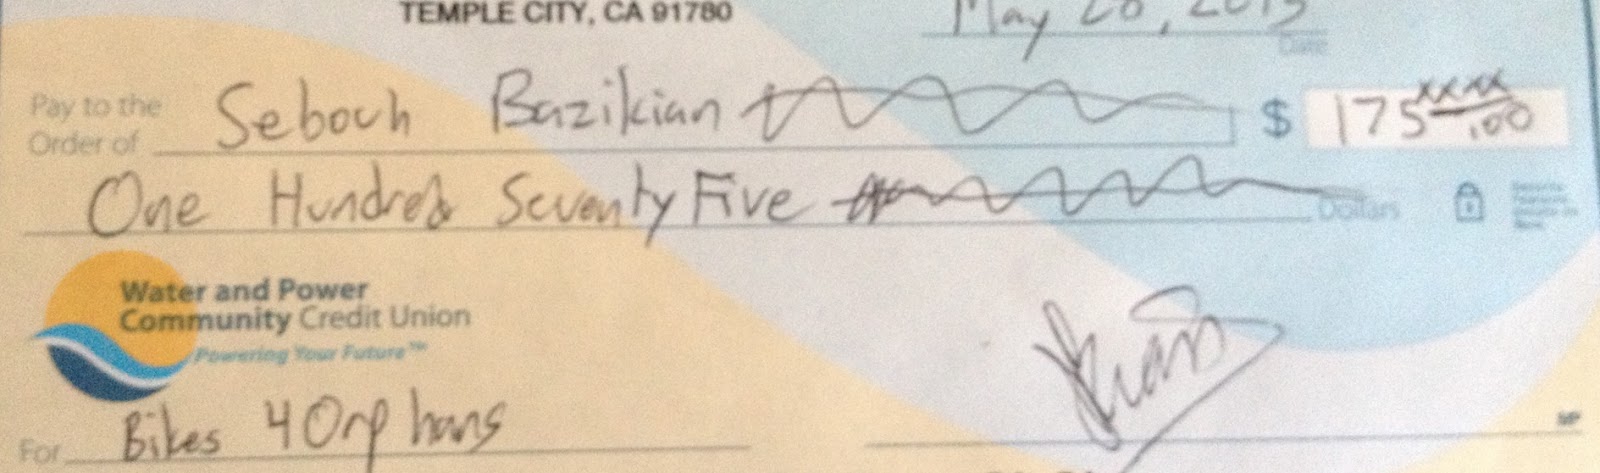 TEMPLE CITY, CA 91780
May 20, 2013
Date
Pay to the
Order of Sebouh Bazikian $ 175 xxxx/100
One Hundred Seventy Five Dollars
Water and Power
Community Credit Union
Powering Your Future™
For Bikes 4 Orphans
MP